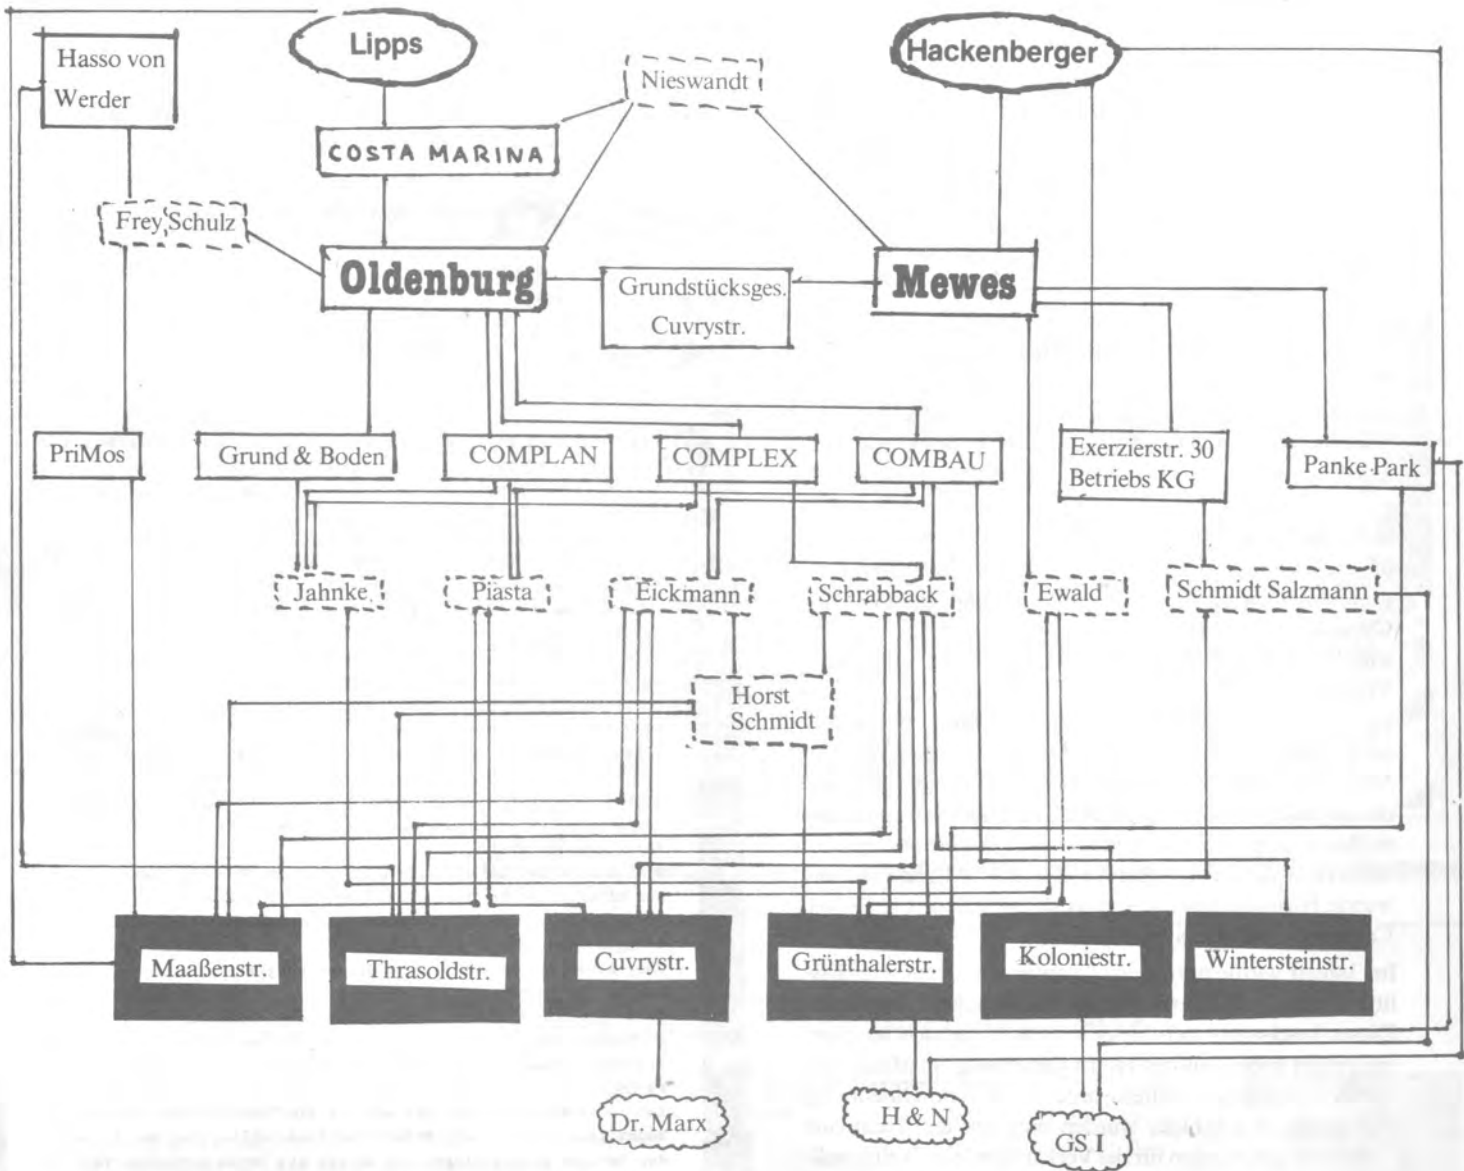 Lipps
Hackenberger
Hasso von
Werder
Nieswandt
COSTA MARINA
Frey, Schulz
Oldenburg
Grundstücksges.
Cuvrystr.
Mewes
PriMos
Grund & Boden
COMPLAN
COMPLEX
COMBAU
Exerzierstr. 30
Betriebs KG
Panke Park
Jahnke
Piasta
Eickmann
Schrabback
Ewald
Schmidt Salzmann
Horst
Schmidt
Maaßenstr.
Thrasoldstr.
Cuvrystr.
Grünthalerstr.
Koloniestr.
Wintersteinstr.
Dr. Marx
H & N
GS I